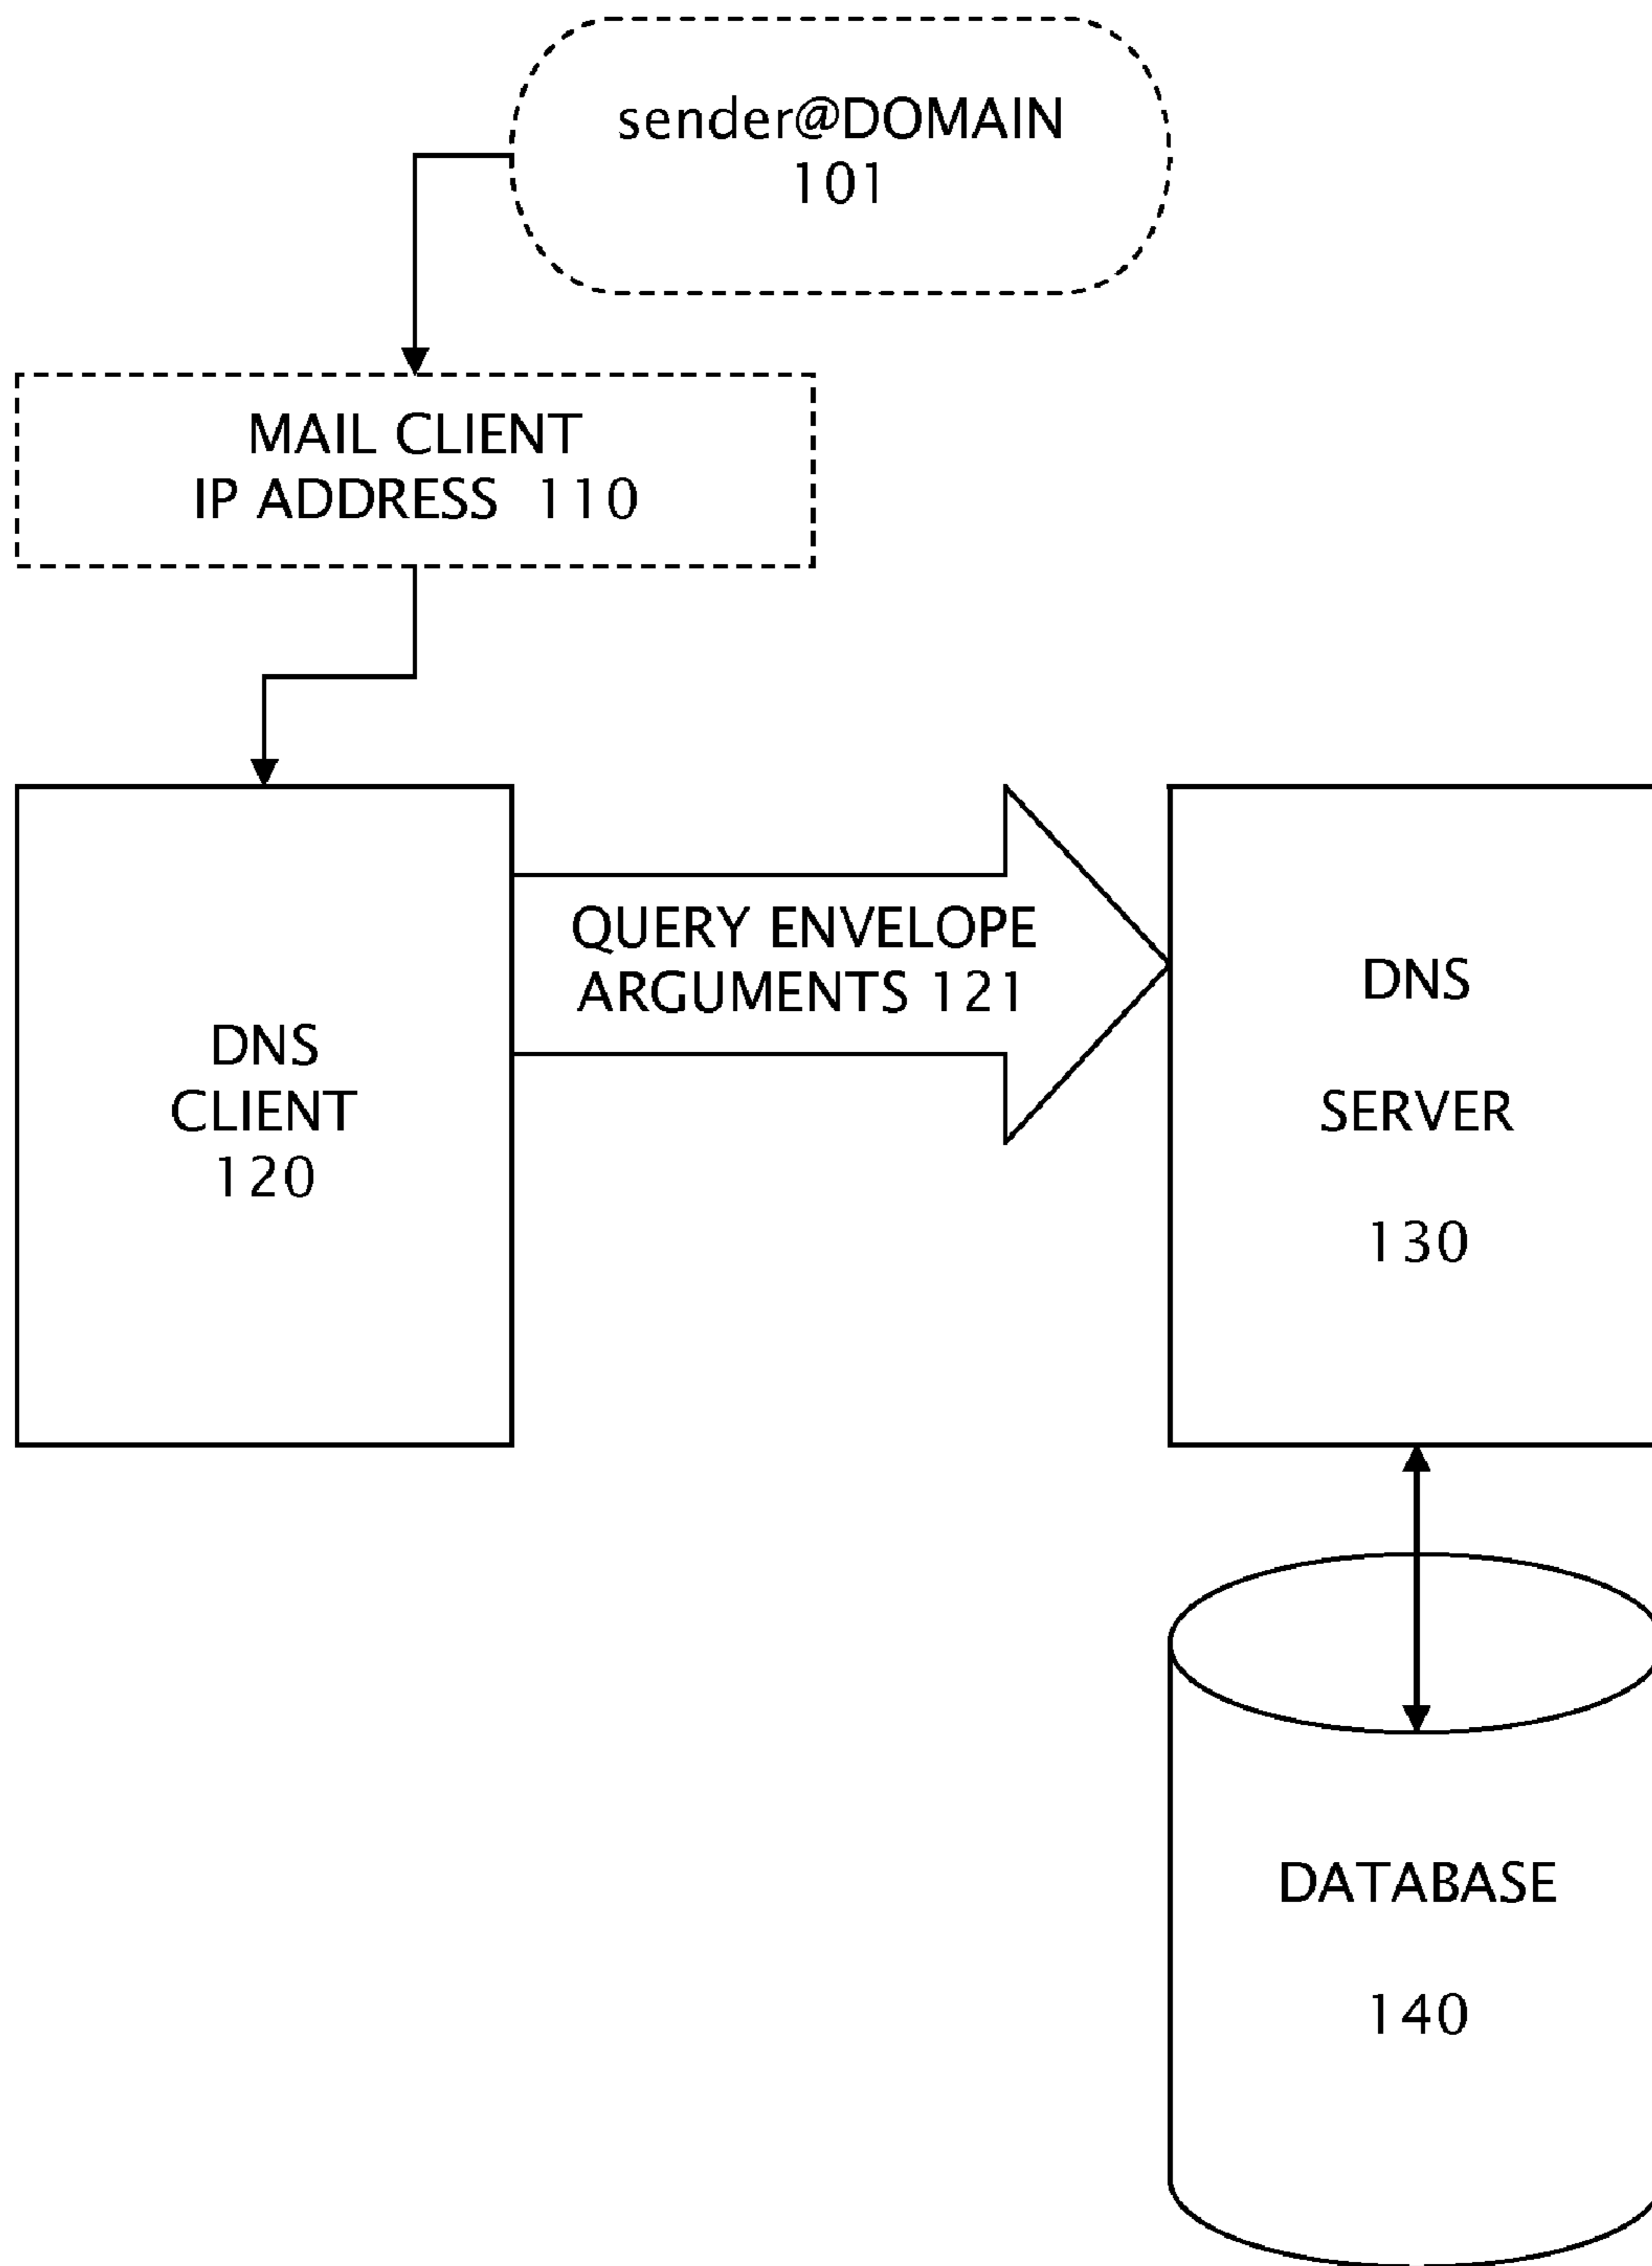 sender@DOMAIN
101
MAIL CLIENT
IP ADDRESS 110
QUERY ENVELOPE
ARGUMENTS 121
DNS
CLIENT
120
DNS
SERVER
130
DATABASE
140